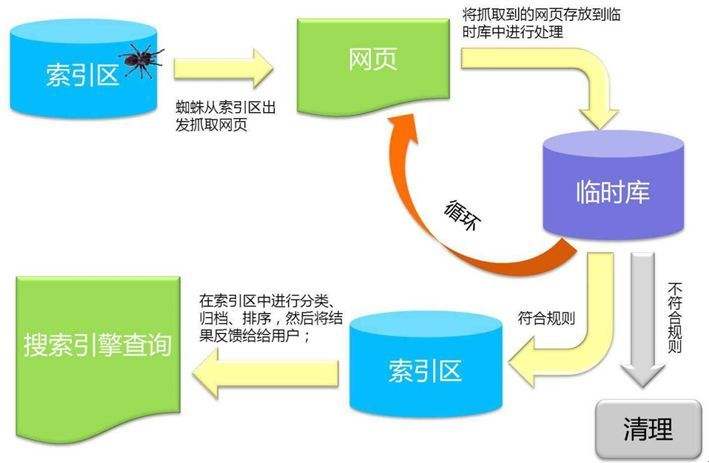 索引区
蜘蛛从索引区出
发抓取网页
网页
将抓取到的网页存放到临
时库中进行处理
临时库
循环
符合规则
不符合规则
清理
索引区
在索引区中进行分类、
归档、排序，然后将结
果反馈给给用户；
搜索引擎查询